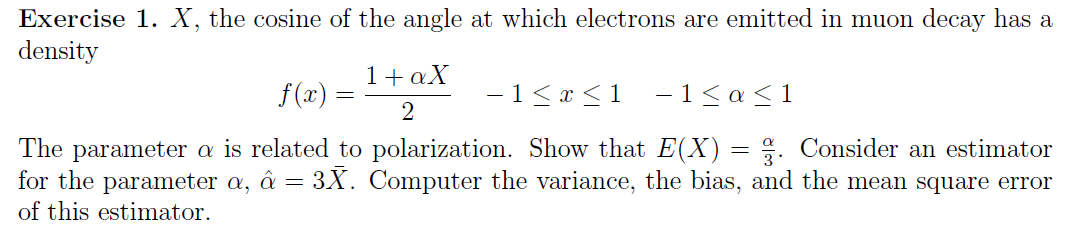 Exercise 1. X, the cosine of the angle at which electrons are emitted in muon decay has a
density
f(x) = \frac{1 + αX}{2} − 1 ≤ x ≤ 1 − 1 ≤ α ≤ 1
The parameter α is related to polarization. Show that E(X) = \frac{α}{3}. Consider an estimator
for the parameter α, α̂ = 3X̄. Computer the variance, the bias, and the mean square error
of this estimator.